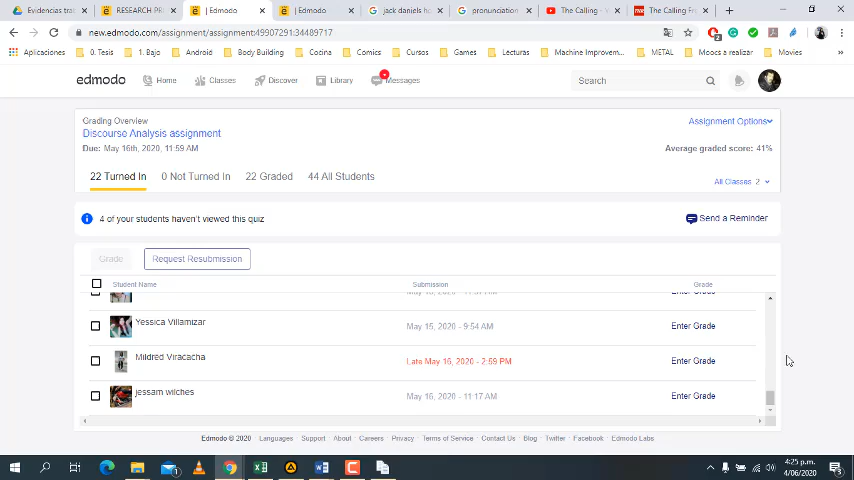 Evidencias tral
RESEARCH PR
| Edmodo
| Edmodo
jack daniels h
pronunciation
The Calling - V
The Calling Fr
new.edmodo.com/assignment/assignment:49907291:34489717
Aplicaciones 0. Tesis 1. Bajo Android Body Building Cocina Comics Cursos Games Lecturas Machine Improvem... METAL Moocs a realizar Movies »
edmodo Home Classes Discover Library Messages Search
Grading Overview
Discourse Analysis assignment
Due: May 16th, 2020, 11:59 AM
Assignment Options
Average graded score: 41%
22 Turned In 0 Not Turned In 22 Graded 44 All Students
All Classes 2
4 of your students haven't viewed this quiz
Send a Reminder
Grade Request Resubmission
Student Name Submission Grade
Enter Grade
Yessica Villamizar May 15, 2020 - 9:54 AM Enter Grade
Mildred Viracacha Late May 16, 2020 - 2:59 PM Enter Grade
jessam wilches May 16, 2020 - 11:17 AM Enter Grade
Edmodo © 2020 Languages Support About Careers Privacy Terms of Service Contact Us Blog Twitter Facebook Edmodo Labs
4:25 p.m.
4/06/2020